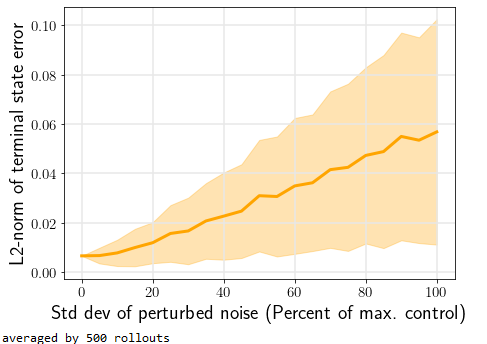 L2-norm of terminal state error
0.10
0.08
0.06
0.04
0.02
0.00
0 20 40 60 80 100
Std dev of perturbed noise (Percent of max. control)
averaged by 500 rollouts